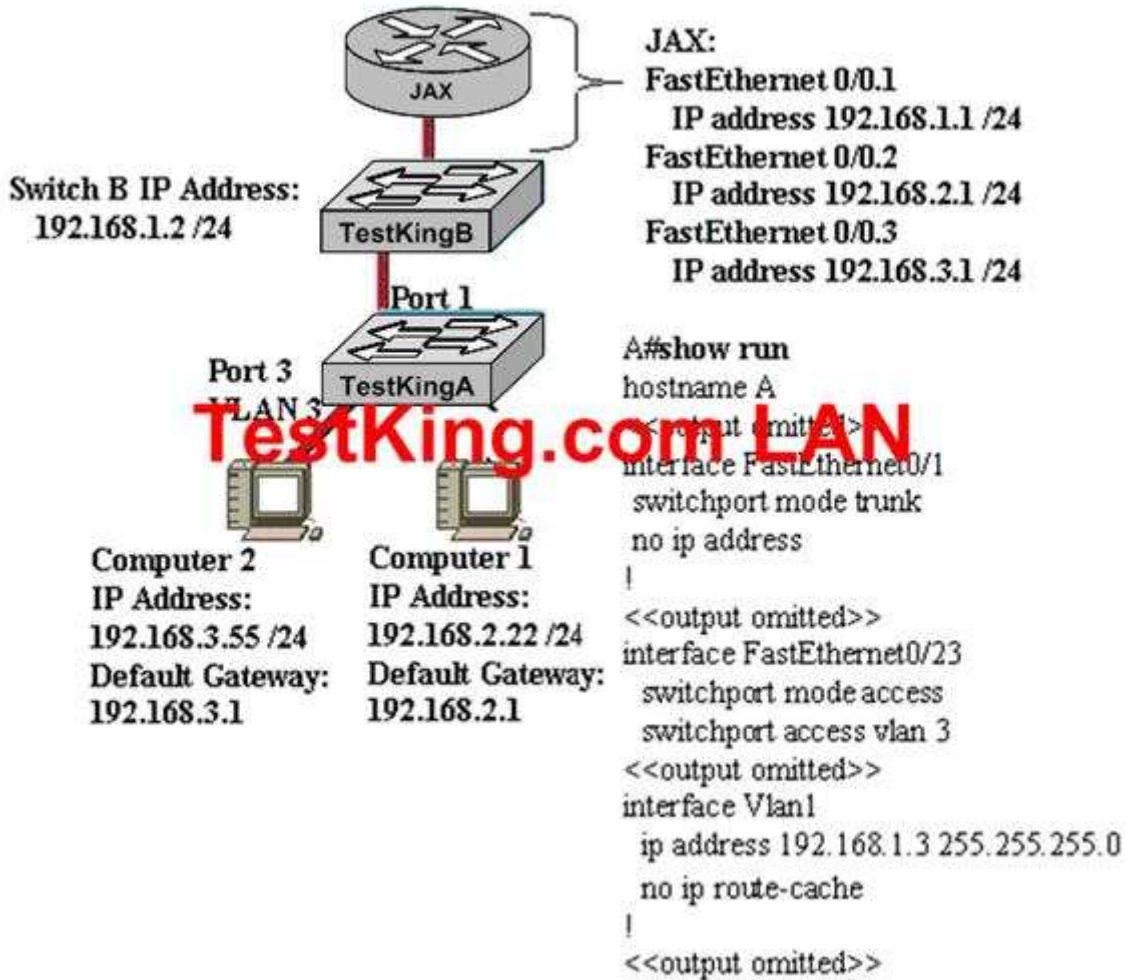 JAX
JAX:
FastEthernet 0/0.1
IP address 192.168.1.1 /24
FastEthernet 0/0.2
IP address 192.168.2.1 /24
FastEthernet 0/0.3
IP address 192.168.3.1 /24
Switch B IP Address:
192.168.1.2 /24
TestKingB
Port 1
Port 3
VLAN 3
TestKingA
TestKing.com LAN
Computer 2
IP Address:
192.168.3.55 /24
Default Gateway:
192.168.3.1
Computer 1
IP Address:
192.168.2.22 /24
Default Gateway:
192.168.2.1
A#show run
hostname A
<<output omitted>>
interface FastEthernet0/1
switchport mode trunk
no ip address
!
<<output omitted>>
interface FastEthernet0/23
switchport mode access
switchport access vlan 3
<<output omitted>>
interface Vlan1
ip address 192.168.1.3 255.255.255.0
no ip route-cache
!
<<output omitted>>